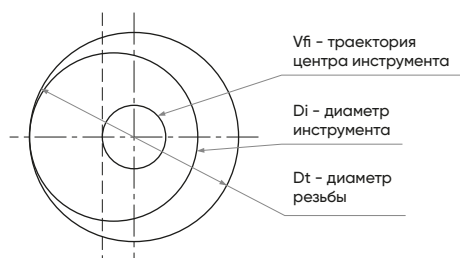 Vfi - траектория
центра инструмента
Di - диаметр
инструмента
Dt - диаметр
резьбы